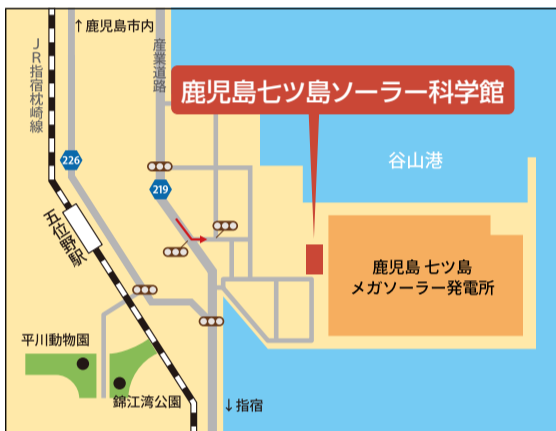 ↑鹿児島市内
JR指宿枕崎線
産業道路
鹿児島七ツ島ソーラー科学館
谷山港
226
219
五位野駅
鹿児島 七ツ島
メガソーラー発電所
平川動物園
錦江湾公園
↓指宿